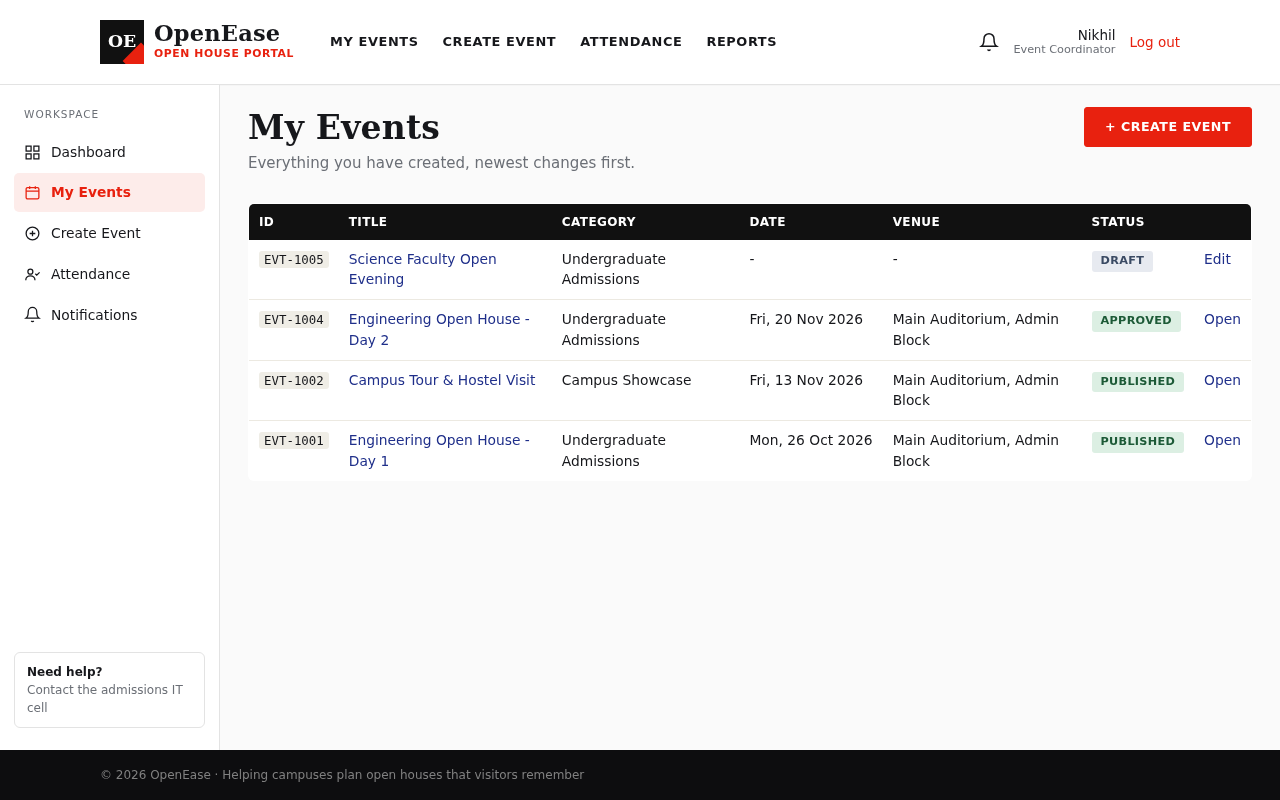 OE
OpenEase
OPEN HOUSE PORTAL
MY EVENTS CREATE EVENT ATTENDANCE REPORTS
Nikhil
Event Coordinator
Log out
WORKSPACE
Dashboard
My Events
Create Event
Attendance
Notifications
Need help?
Contact the admissions IT
cell
My Events
Everything you have created, newest changes first.
+ CREATE EVENT
ID TITLE CATEGORY DATE VENUE STATUS
EVT-1005 Science Faculty Open Undergraduate - - DRAFT Edit
Evening Admissions
EVT-1004 Engineering Open House - Undergraduate Fri, 20 Nov 2026 Main Auditorium, Admin APPROVED Open
Day 2 Admissions Block
EVT-1002 Campus Tour & Hostel Visit Campus Showcase Fri, 13 Nov 2026 Main Auditorium, Admin PUBLISHED Open
Block
EVT-1001 Engineering Open House - Undergraduate Mon, 26 Oct 2026 Main Auditorium, Admin PUBLISHED Open
Day 1 Admissions Block
© 2026 OpenEase · Helping campuses plan open houses that visitors remember